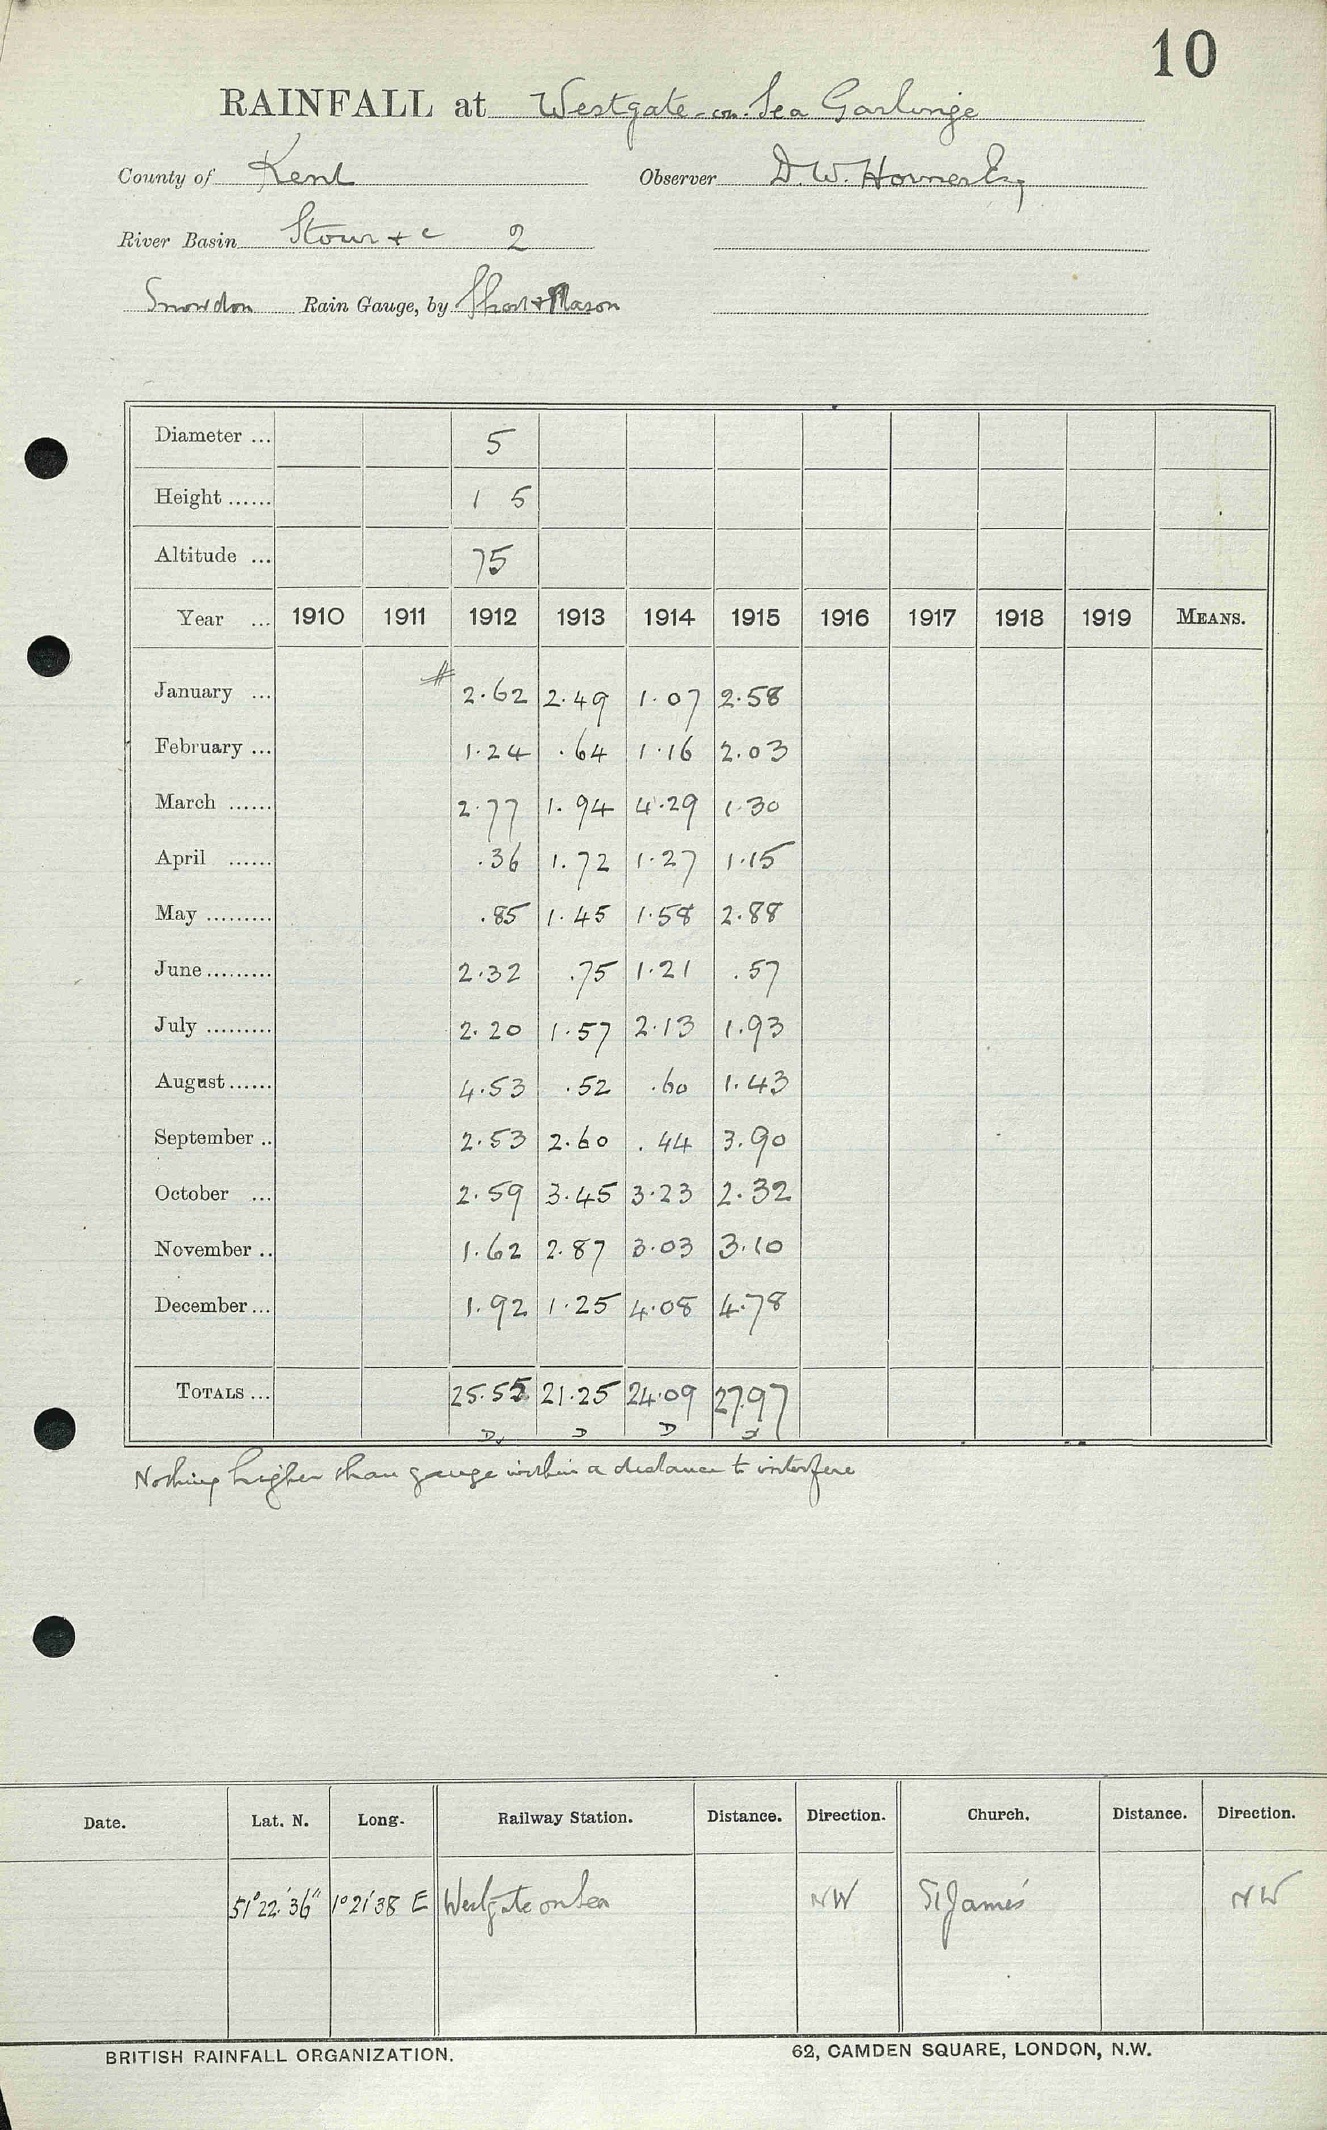 10
RAINFALL at Westgate-on-Sea Garlinge
County of Kent Observer D. W. Horner Esq
River Basin Stour & c 2
Snowdon Rain Gauge, by Short & Mason
Diameter ... 5
Height ...... 1 5
Altitude ... 75
Year ... 1910 1911 1912 1913 1914 1915 1916 1917 1918 1919 MEANS.
January ... # 2.62 2.49 1.07 2.58
February ... 1.24 .64 1.16 2.03
March ...... 2.77 1.94 4.29 1.30
April ...... .36 1.72 1.27 1.15
May ......... .85 1.45 1.58 2.88
June ......... 2.32 .75 1.21 .57
July ......... 2.20 1.57 2.13 1.93
August ...... 4.53 .52 .60 1.43
September .. 2.53 2.60 .44 3.90
October ... 2.59 3.45 3.23 2.32
November .. 1.62 2.87 3.03 3.10
December ... 1.92 1.25 4.08 4.78
TOTALS ... 25.55 21.25 24.09 27.97
D D D
Nothing higher than gauge within a distance to interfere
Date. Lat. N. Long. Railway Station. Distance. Direction. Church. Distance. Direction.
51°22'36" 1°21'38 E Westgate on Sea NW St James' NW
BRITISH RAINFALL ORGANIZATION. 62, CAMDEN SQUARE, LONDON, N.W.